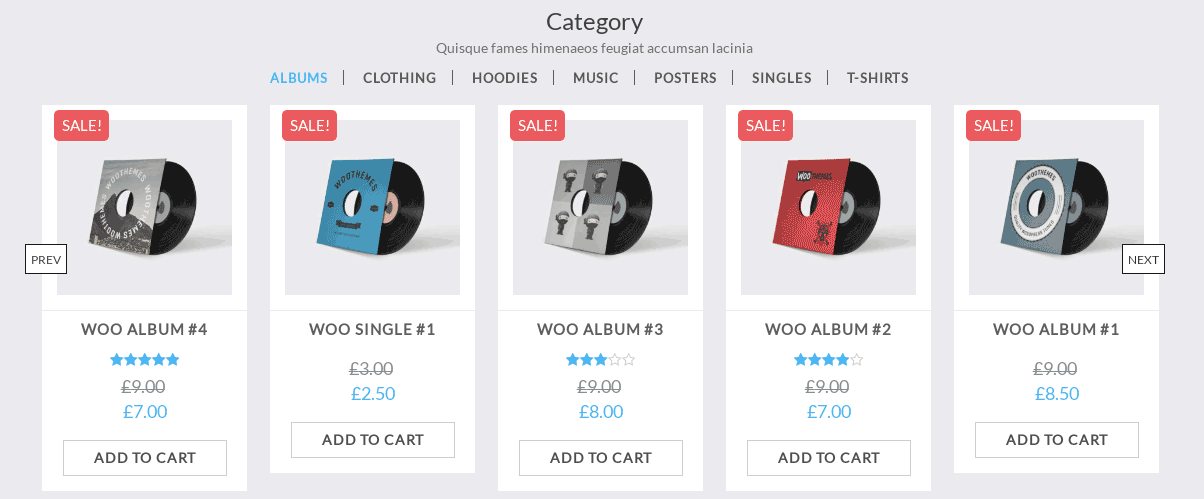 Category
Quisque fames himenaeos feugiat accumsan lacinia
ALBUMS | CLOTHING | HOODIES | MUSIC | POSTERS | SINGLES | T-SHIRTS
SALE! SALE! SALE! SALE! SALE!
WOOTHEMES WOOTHEMES WOOTHEMES
WOOTHEMES
WOOTHEMES
WOOTHEMES
PREV
NEXT
WOO ALBUM #4
£9.00
£7.00
ADD TO CART
WOO SINGLE #1
£3.00
£2.50
ADD TO CART
WOO ALBUM #3
£9.00
£8.00
ADD TO CART
WOO ALBUM #2
£9.00
£7.00
ADD TO CART
WOO ALBUM #1
£9.00
£8.50
ADD TO CART